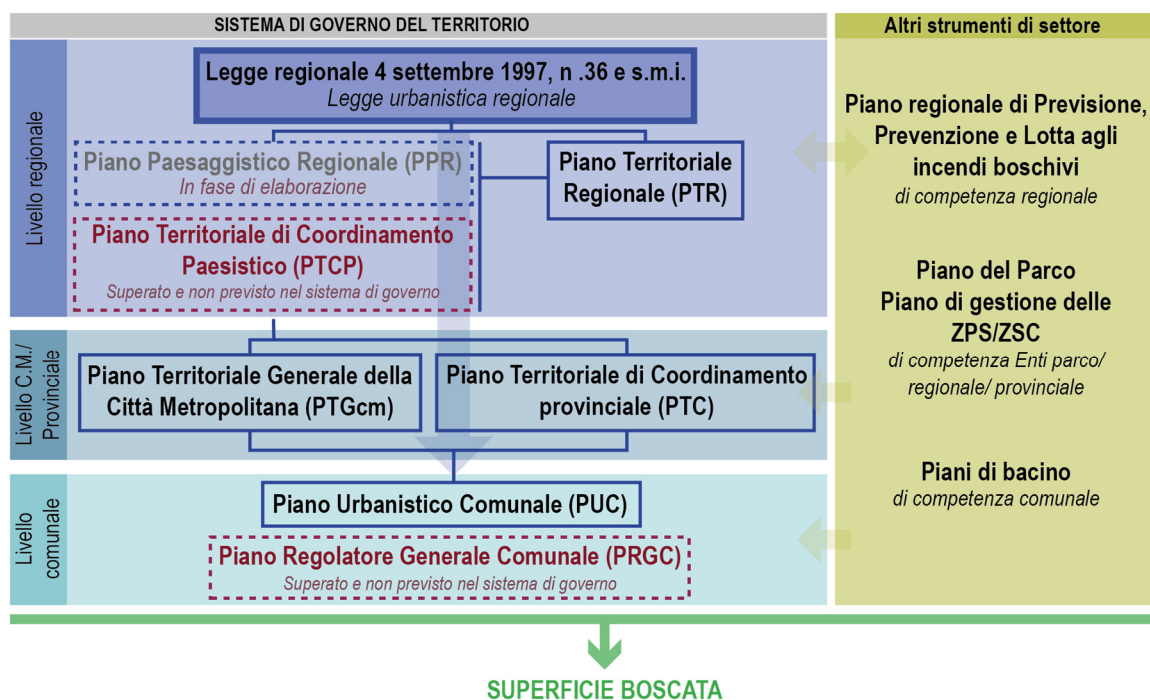 SISTEMA DI GOVERNO DEL TERRITORIO
Livello regionale
Legge regionale 4 settembre 1997, n .36 e s.m.i.
Legge urbanistica regionale
Piano Paesaggistico Regionale (PPR)
In fase di elaborazione
Piano Territoriale
Regionale (PTR)
Piano Territoriale di Coordinamento
Paesistico (PTCP)
Superato e non previsto nel sistema di governo
Livello C.M./
Provinciale
Piano Territoriale Generale della
Città Metropolitana (PTGcm)
Piano Territoriale di Coordinamento
provinciale (PTC)
Livello
comunale
Piano Urbanistico Comunale (PUC)
Piano Regolatore Generale Comunale (PRGC)
Superato e non previsto nel sistema di governo
Altri strumenti di settore
Piano regionale di Previsione,
Prevenzione e Lotta agli
incendi boschivi
di competenza regionale
Piano del Parco
Piano di gestione delle
ZPS/ZSC
di competenza Enti parco/
regionale/ provinciale
Piani di bacino
di competenza comunale
SUPERFICIE BOSCATA